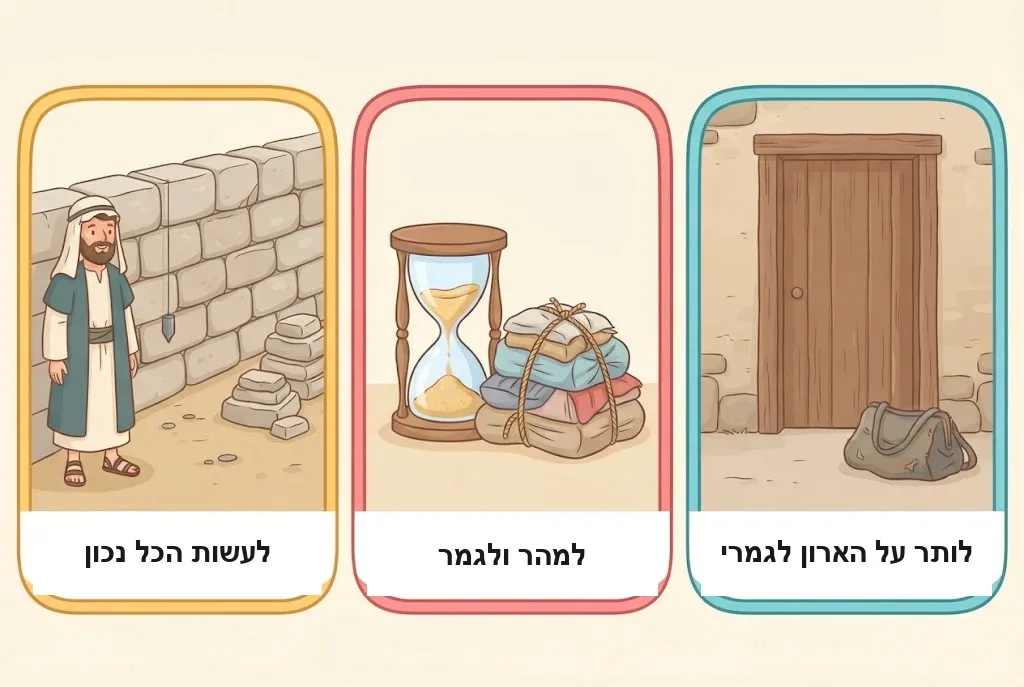 לותר על הארון לגמרי
למהר ולגמר
לעשות הכל נכון